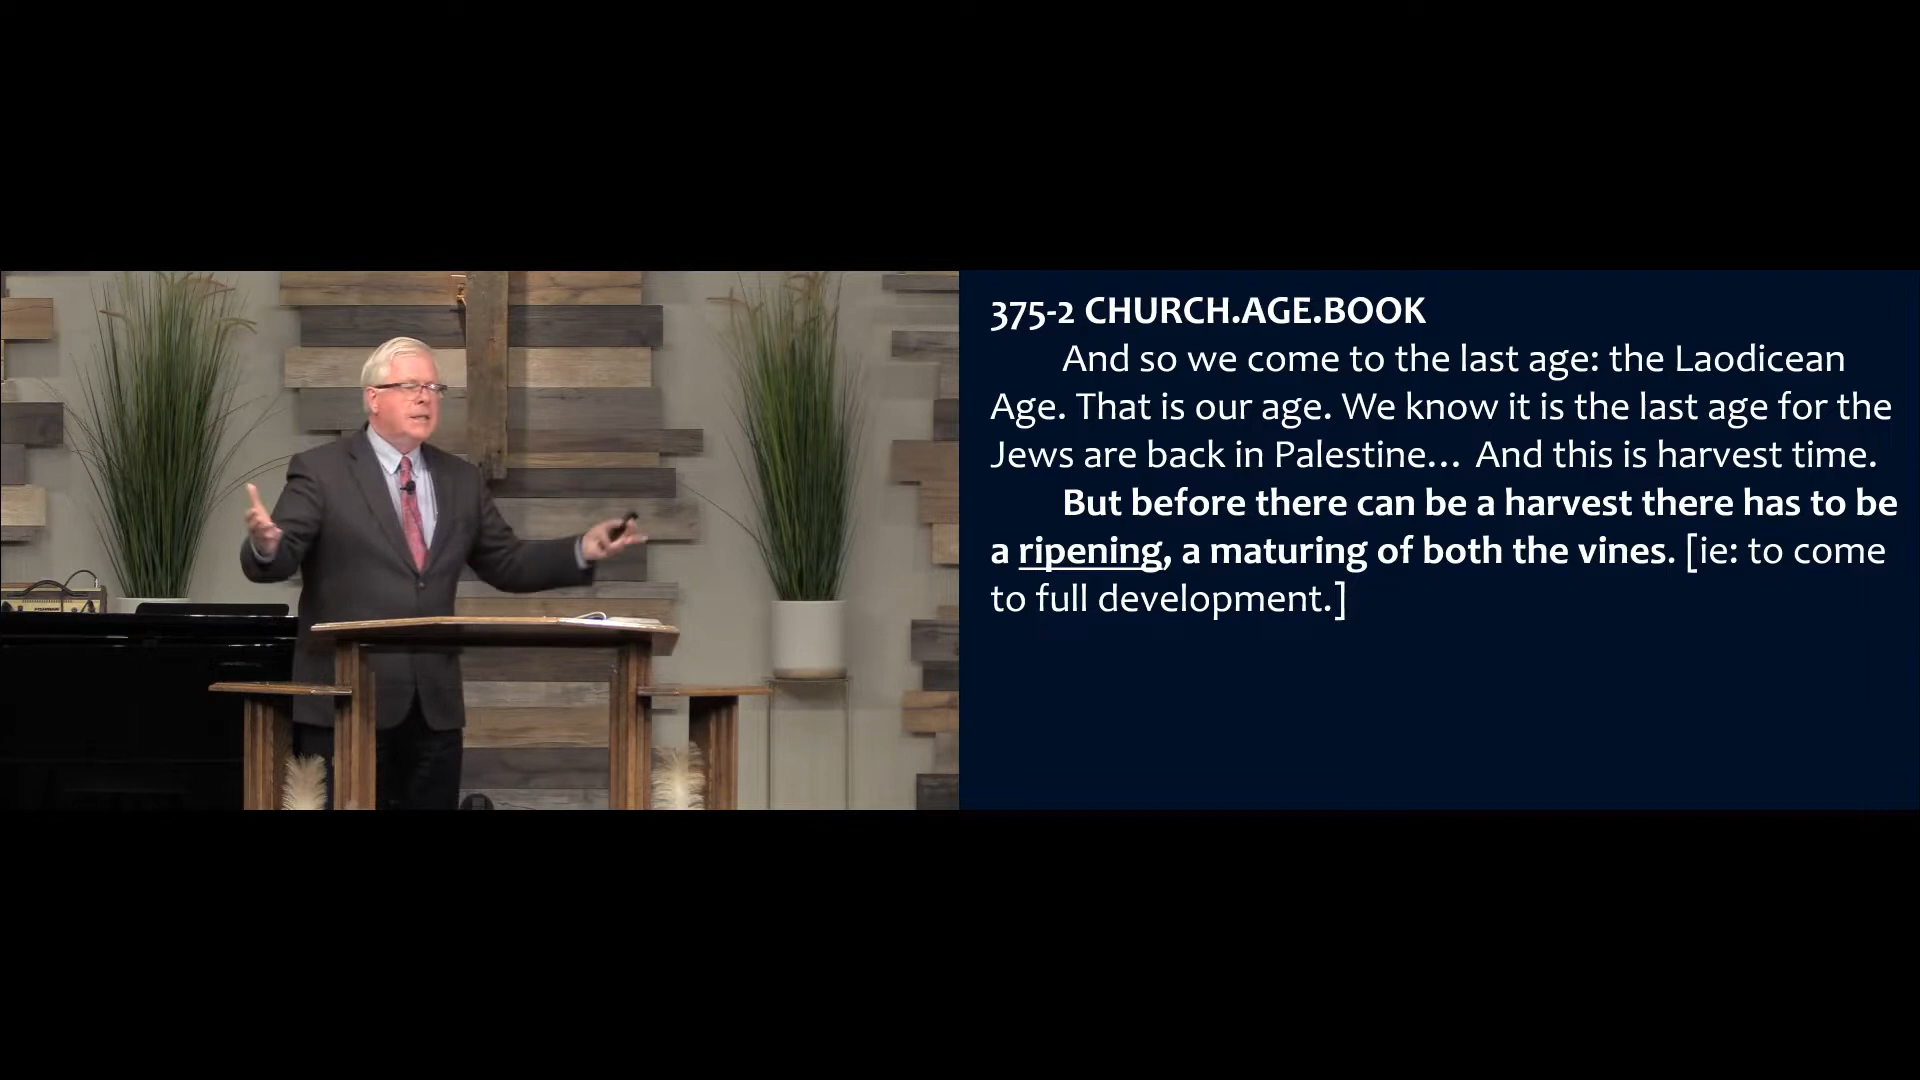 375-2 CHURCH.AGE.BOOK
And so we come to the last age: the Laodicean
Age. That is our age. We know it is the last age for the
Jews are back in Palestine… And this is harvest time.
But before there can be a harvest there has to be
a ripening, a maturing of both the vines. [ie: to come
to full development.]